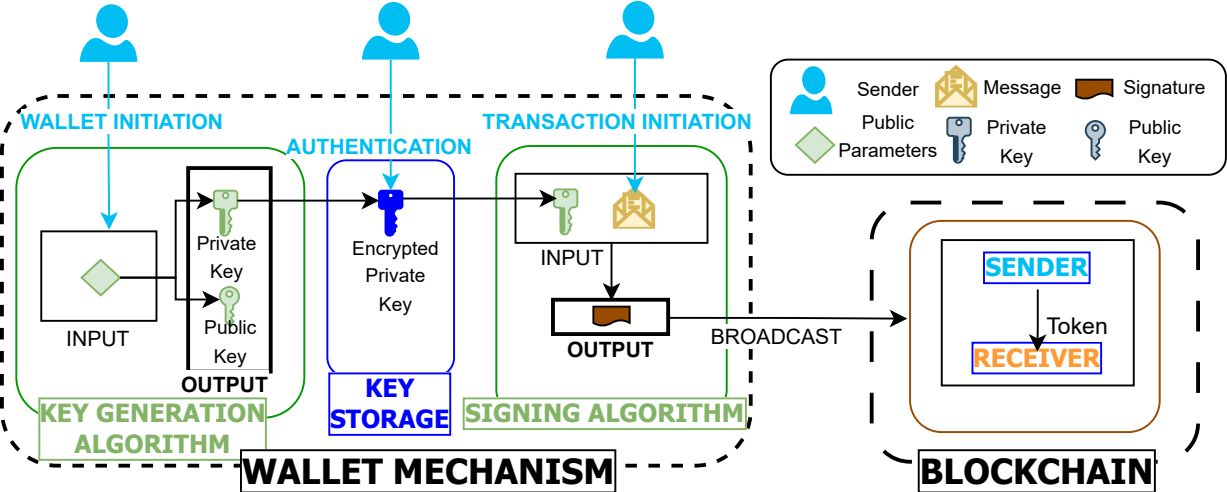 WALLET INITIATION
AUTHENTICATION
TRANSACTION INITIATION
Sender
Message
Signature
Public
Parameters
Private
Key
Public
Key
INPUT
Private
Key
Public
Key
OUTPUT
KEY GENERATION
ALGORITHM
Encrypted
Private
Key
KEY
STORAGE
INPUT
OUTPUT
SIGNING ALGORITHM
WALLET MECHANISM
BROADCAST
SENDER
Token
RECEIVER
BLOCKCHAIN